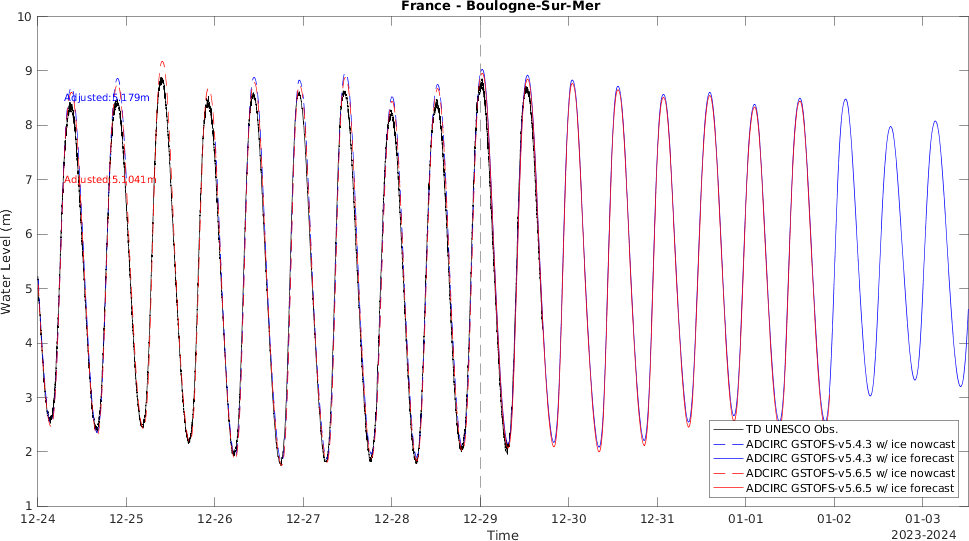 France - Boulogne-Sur-Mer
10
9
8
7
6
5
4
3
2
1
Water Level (m)
Adjusted:5.179m
Adjusted:5.1041m
TD UNESCO Obs.
ADCIRC GSTOFS-v5.4.3 w/ ice nowcast
ADCIRC GSTOFS-v5.4.3 w/ ice forecast
ADCIRC GSTOFS-v5.6.5 w/ ice nowcast
ADCIRC GSTOFS-v5.6.5 w/ ice forecast
12-24 12-25 12-26 12-27 12-28 12-29 12-30 12-31 01-01 01-02 01-03
Time
2023-2024